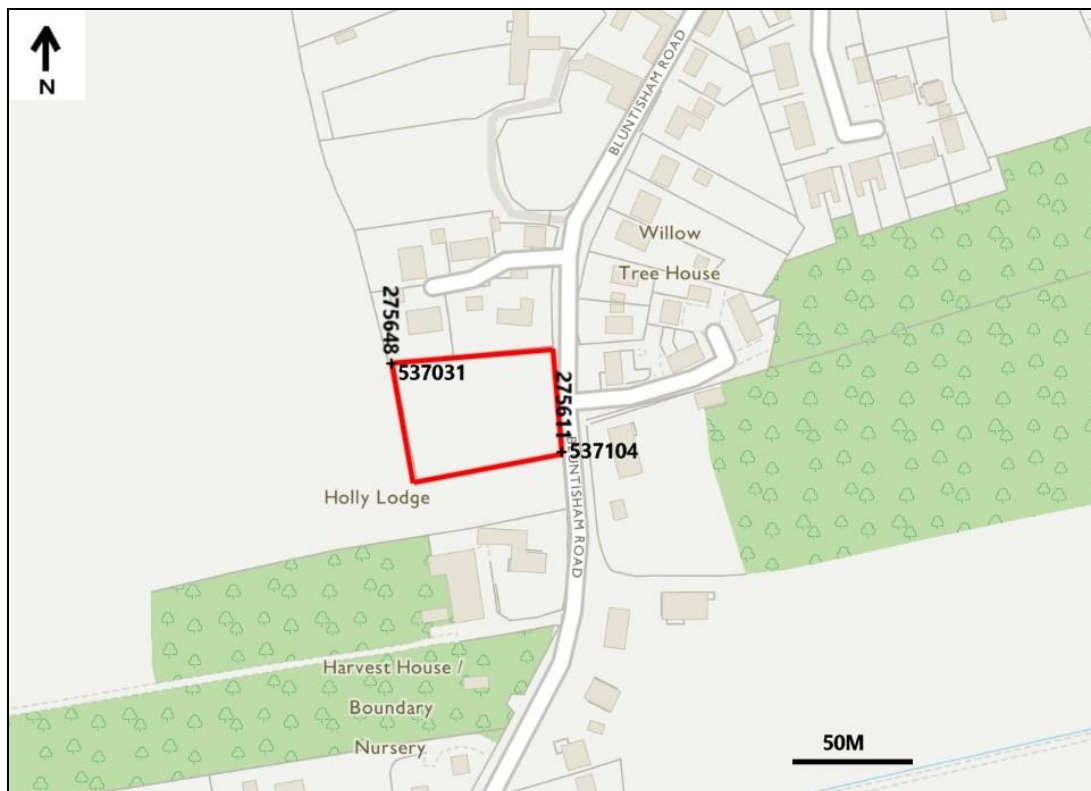 N
BLUNTISHAM ROAD
Willow
Tree House
275648
537031
275611
537104
BLUNTISHAM ROAD
Holly Lodge
Harvest House /
Boundary
Nursery
50M